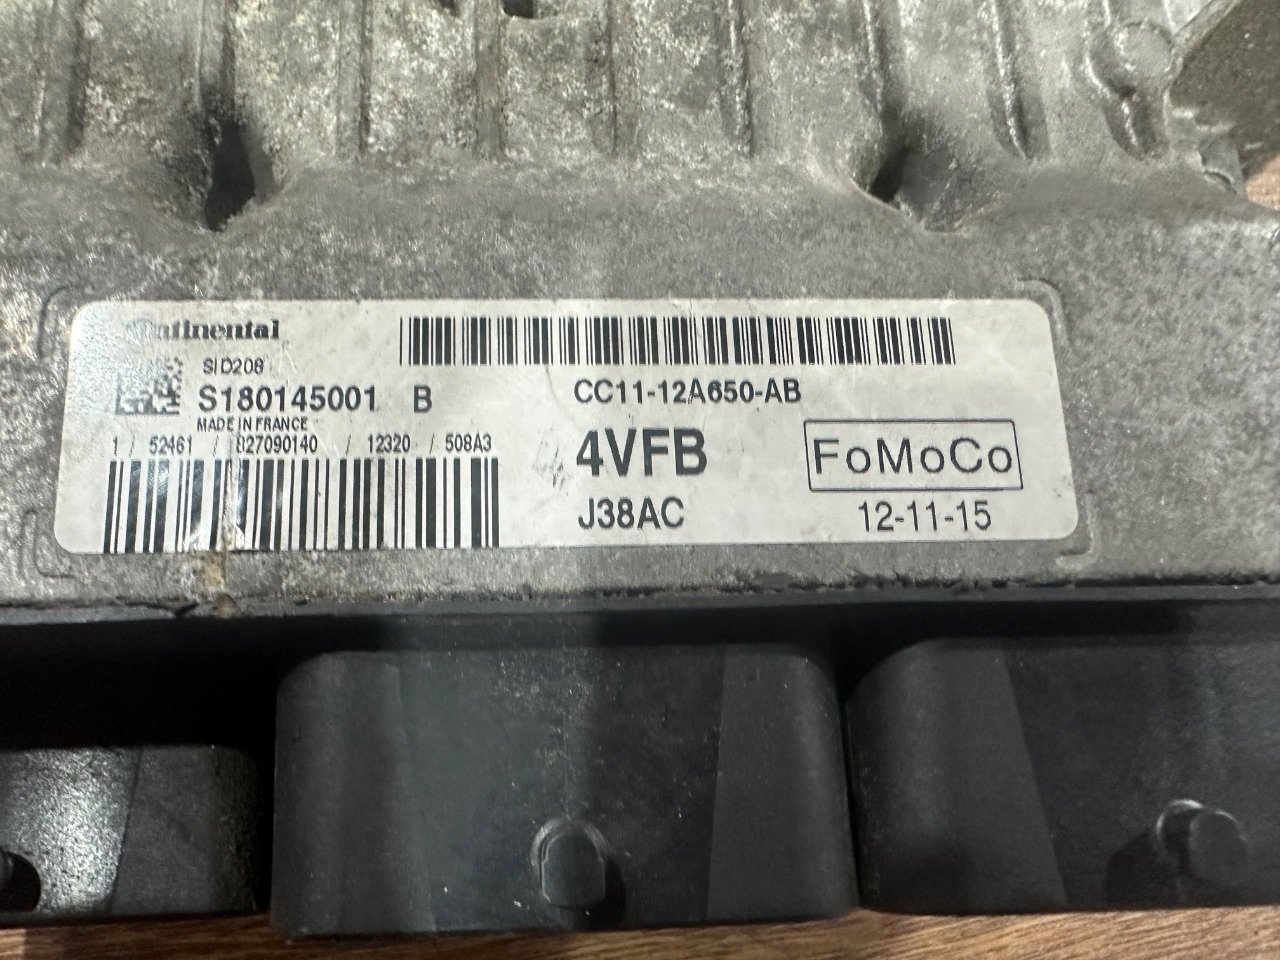 Continental
SID208
S180145001 B
MADE IN FRANCE
1 / 52461 / 827090140 / 12320 / 508A3
CC11-12A650-AB
4VFB
J38AC
FoMoCo
12-11-15